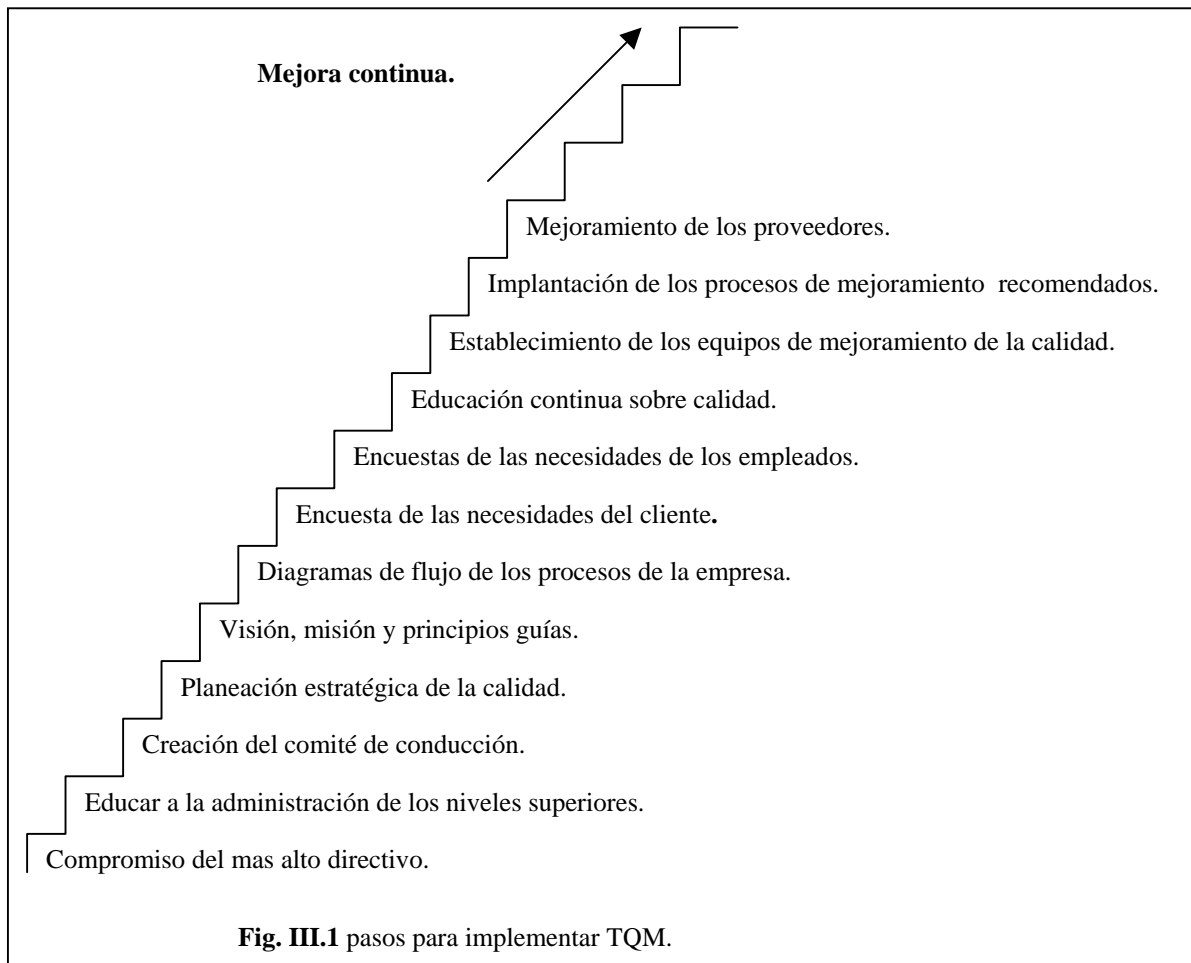 Mejora continua.
Mejoramiento de los proveedores.
Implantación de los procesos de mejoramiento  recomendados.
Establecimiento de los equipos de mejoramiento de la calidad.
Educación continua sobre calidad.
Encuestas de las necesidades de los empleados.
Encuesta de las necesidades del cliente.
Diagramas de flujo de los procesos de la empresa.
Visión, misión y principios guías.
Planeación estratégica de la calidad.
Creación del comité de conducción.
Educar a la administración de los niveles superiores.
Compromiso del mas alto directivo.
Fig. III.1 pasos para implementar TQM.